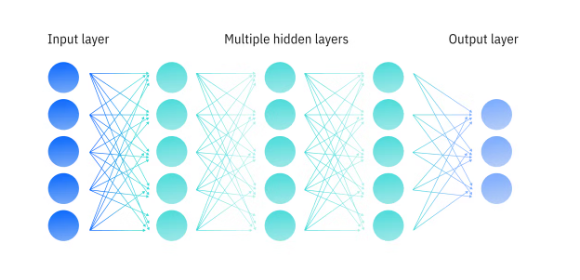 Input layer
Multiple hidden layers
Output layer